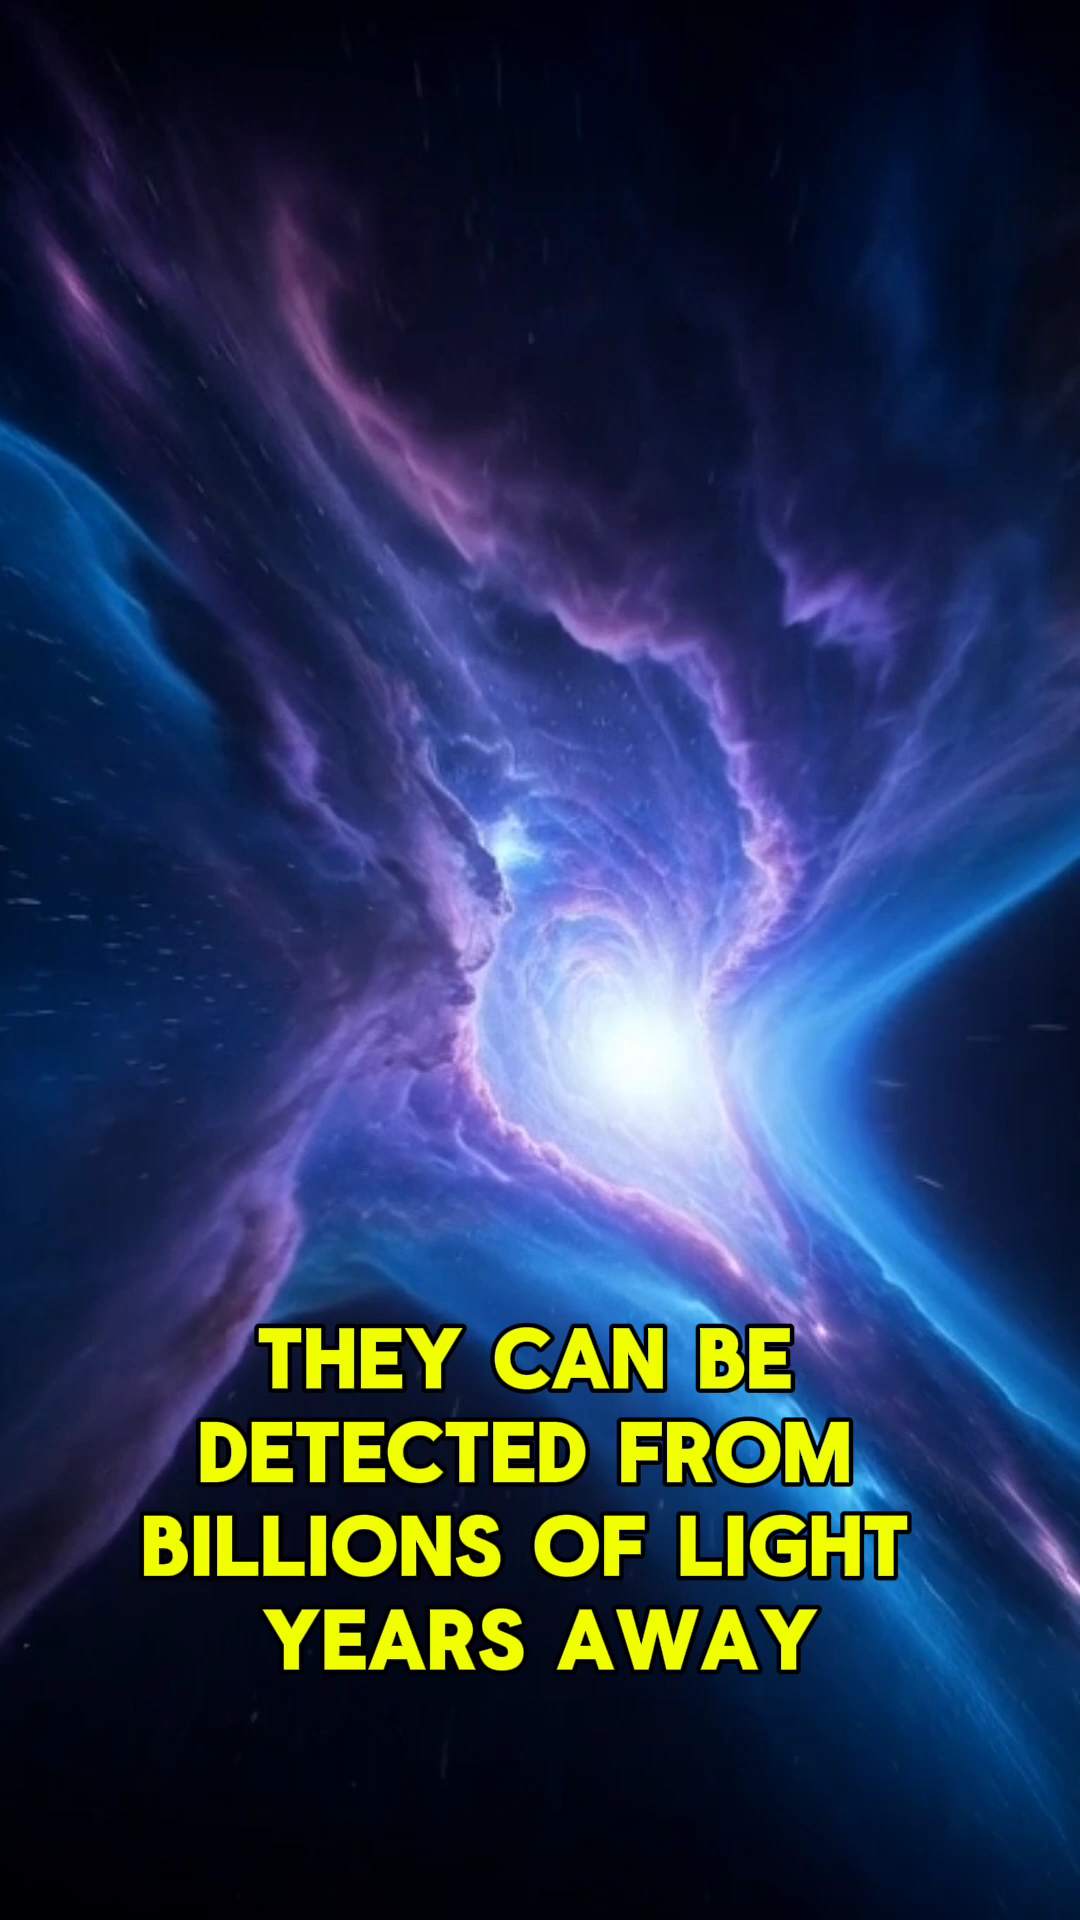 THEY CAN BE
DETECTED FROM
BILLIONS OF LIGHT
YEARS AWAY